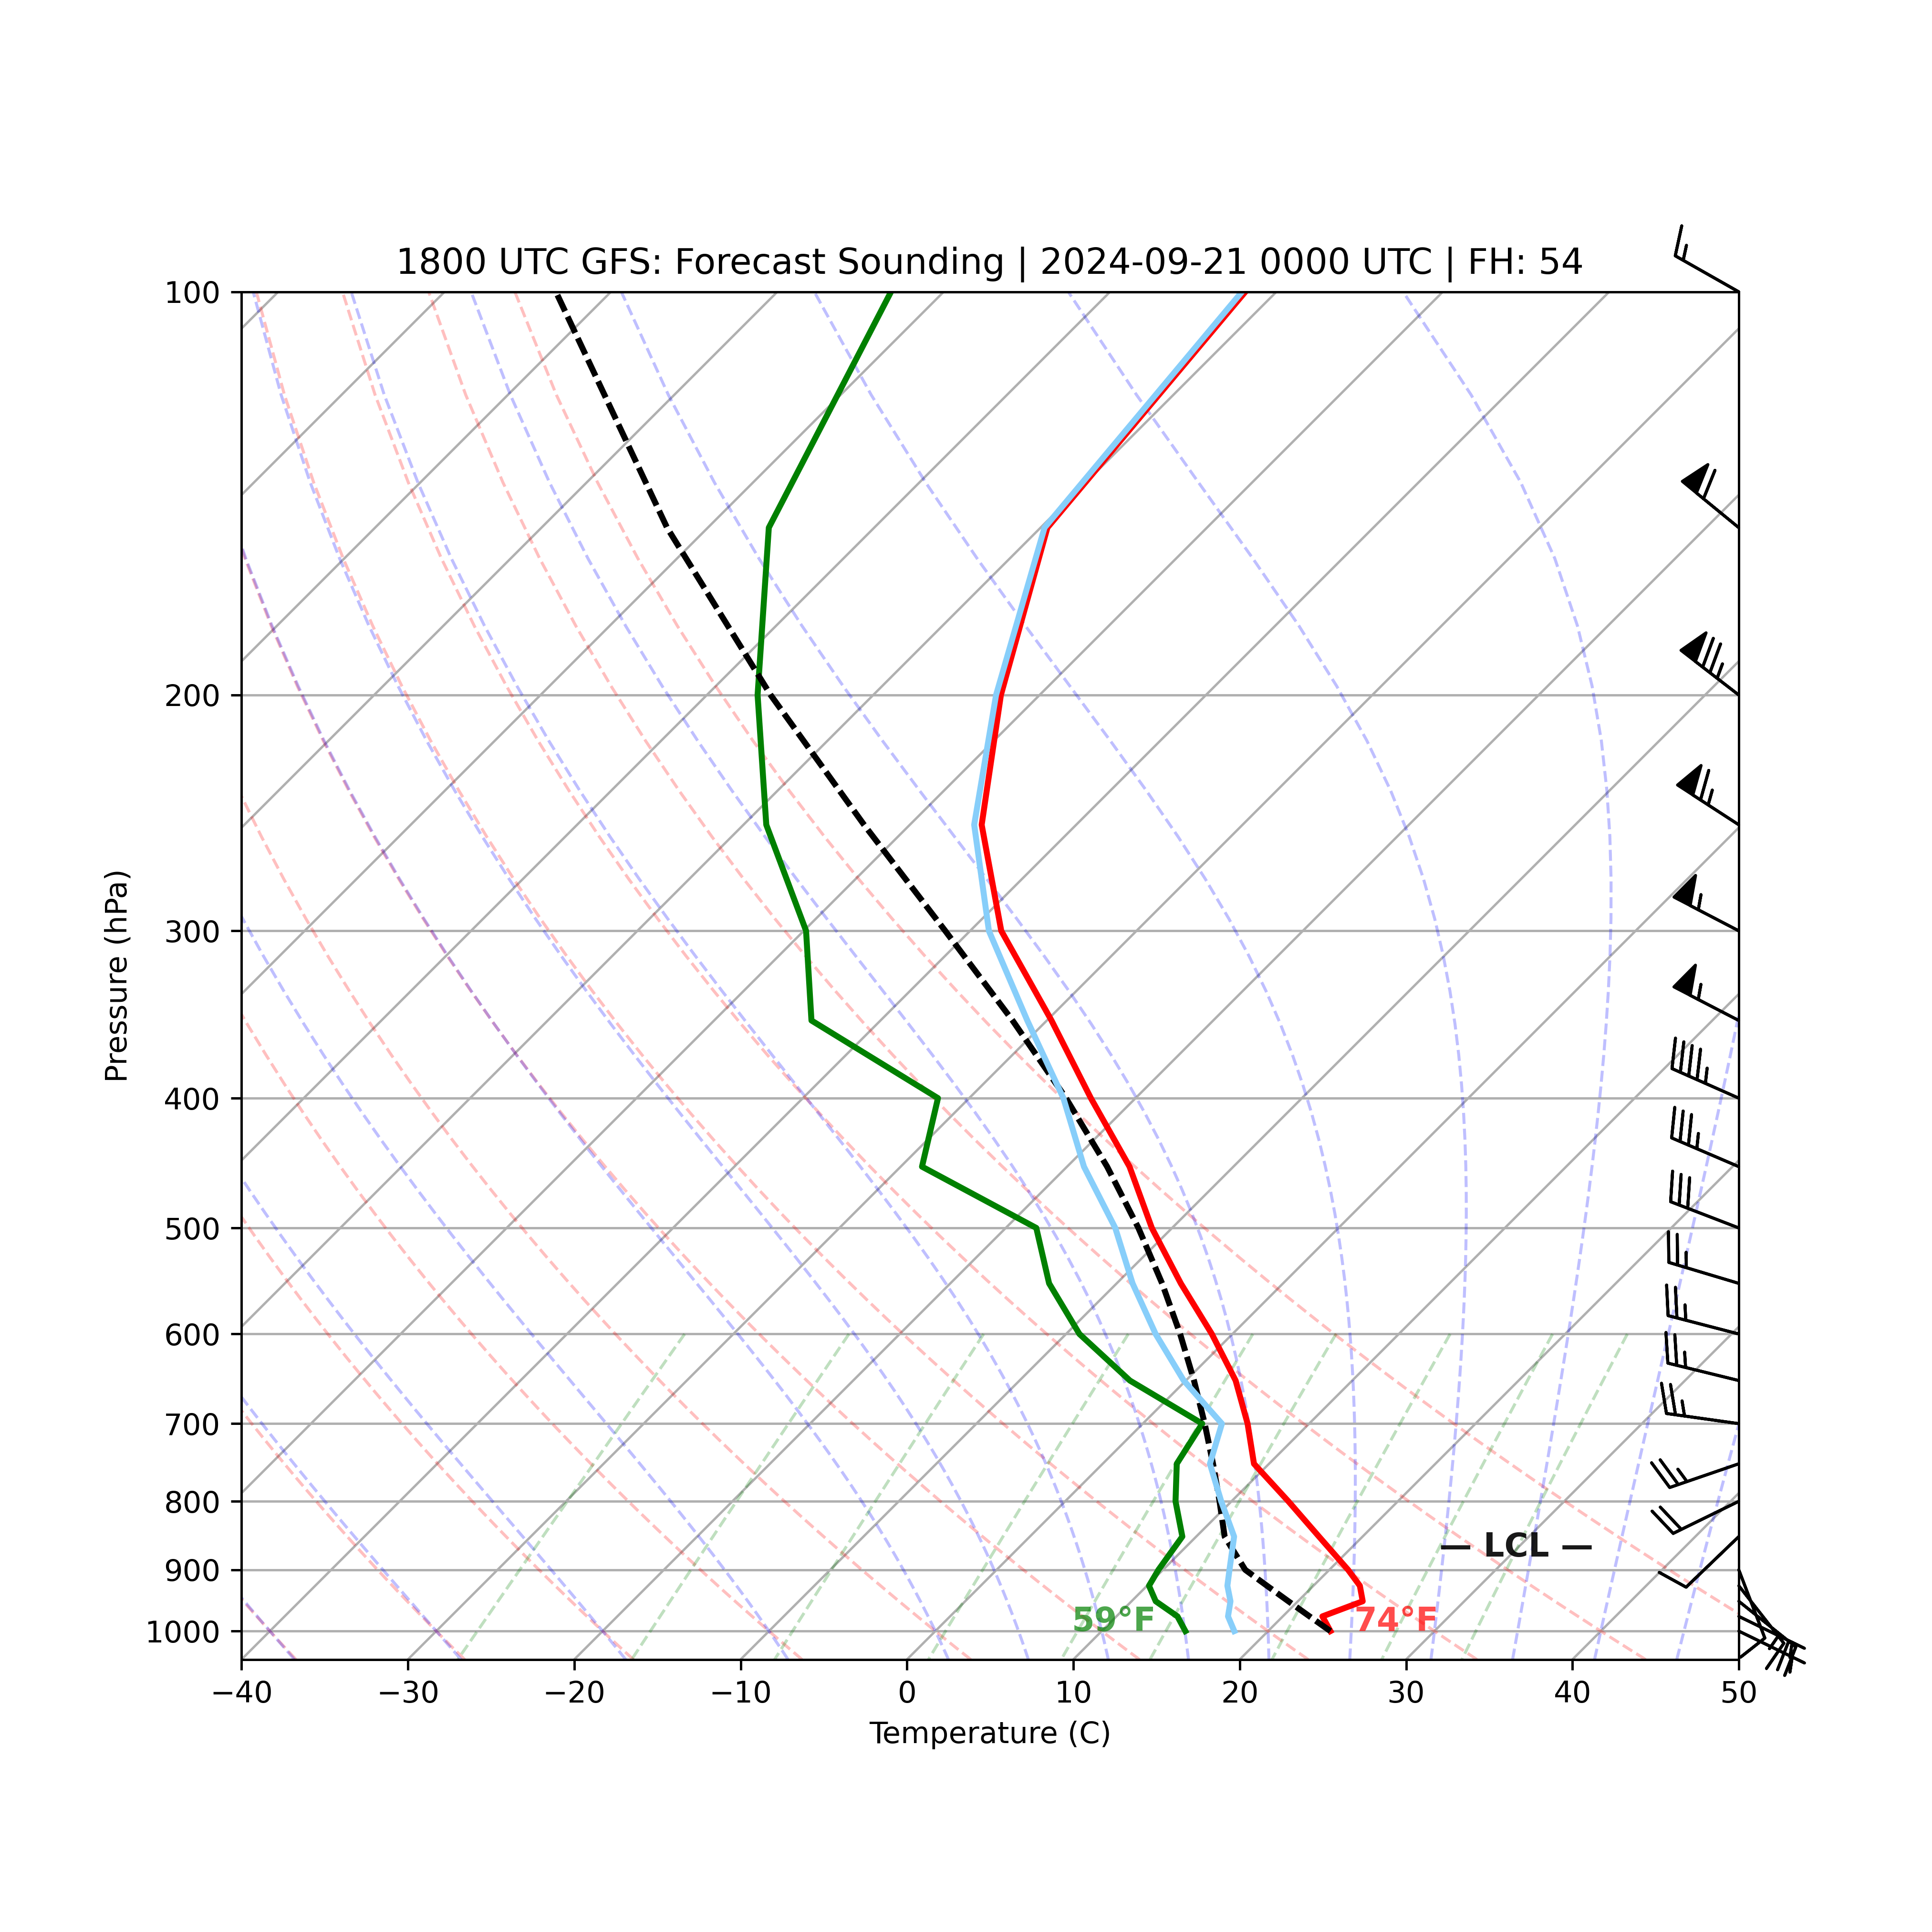 1800 UTC GFS: Forecast Sounding | 2024-09-21 0000 UTC | FH: 54
100
200
300
400
500
600
700
800
900
1000
Pressure (hPa)
— LCL —
59°F
74°F
−40 −30 −20 −10 0 10 20 30 40 50
Temperature (C)